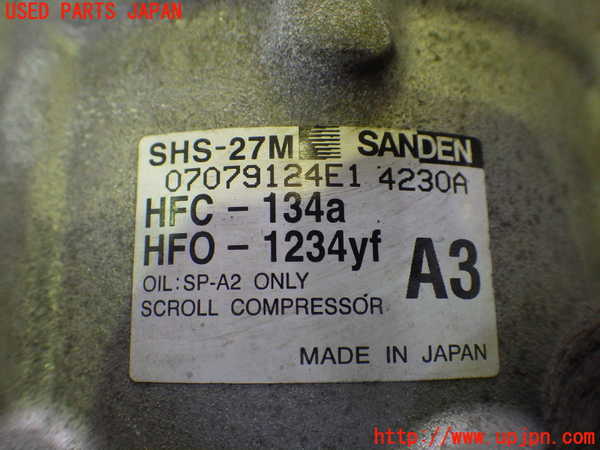 USED PARTS JAPAN
SHS-27M SANDEN
07079124E1 4230A
HFC - 134a
HFO - 1234yf
A3
OIL: SP-A2 ONLY
SCROLL COMPRESSOR
MADE IN JAPAN
http://www.upjpn.com/